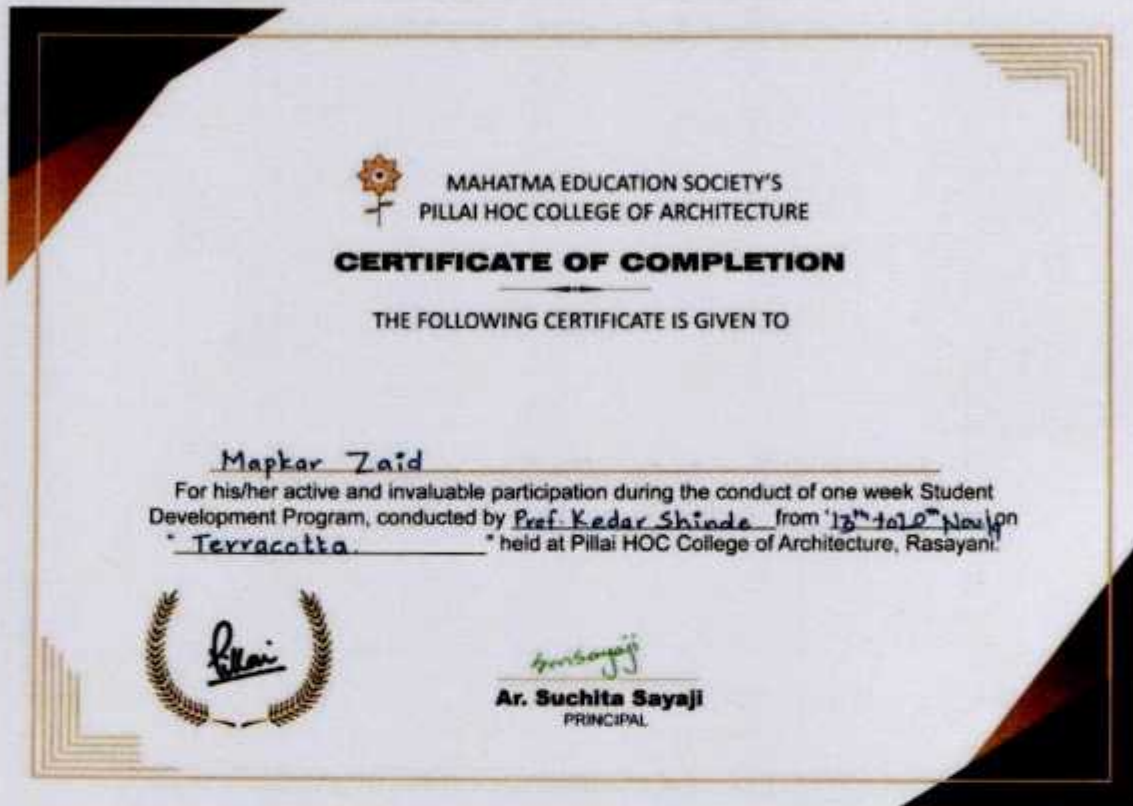 MAHATMA EDUCATION SOCIETY'S
PILLAI HOC COLLEGE OF ARCHITECTURE
CERTIFICATE OF COMPLETION
THE FOLLOWING CERTIFICATE IS GIVEN TO
Mapkar Zaid
For his/her active and invaluable participation during the conduct of one week Student
Development Program, conducted by Prof. Kedar Shinde from to Nov on
" Terracotta. " held at Pillai HOC College of Architecture, Rasayani.
Pillai
Ar. Suchita Sayaji
PRINCIPAL